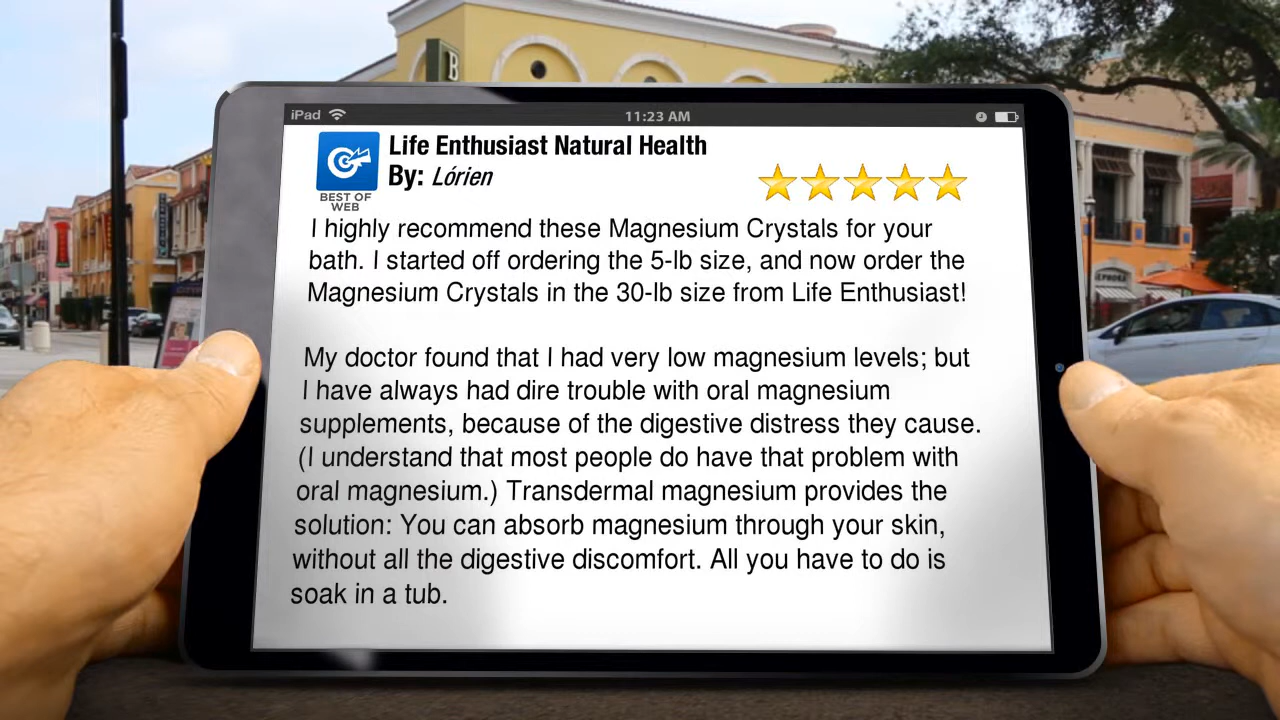 B
iPad
11:23 AM
Life Enthusiast Natural Health
By: Lórien
BEST OF
WEB
I highly recommend these Magnesium Crystals for your
bath. I started off ordering the 5-lb size, and now order the
Magnesium Crystals in the 30-lb size from Life Enthusiast!
My doctor found that I had very low magnesium levels; but
I have always had dire trouble with oral magnesium
supplements, because of the digestive distress they cause.
(I understand that most people do have that problem with
oral magnesium.) Transdermal magnesium provides the
solution: You can absorb magnesium through your skin,
without all the digestive discomfort. All you have to do is
soak in a tub.